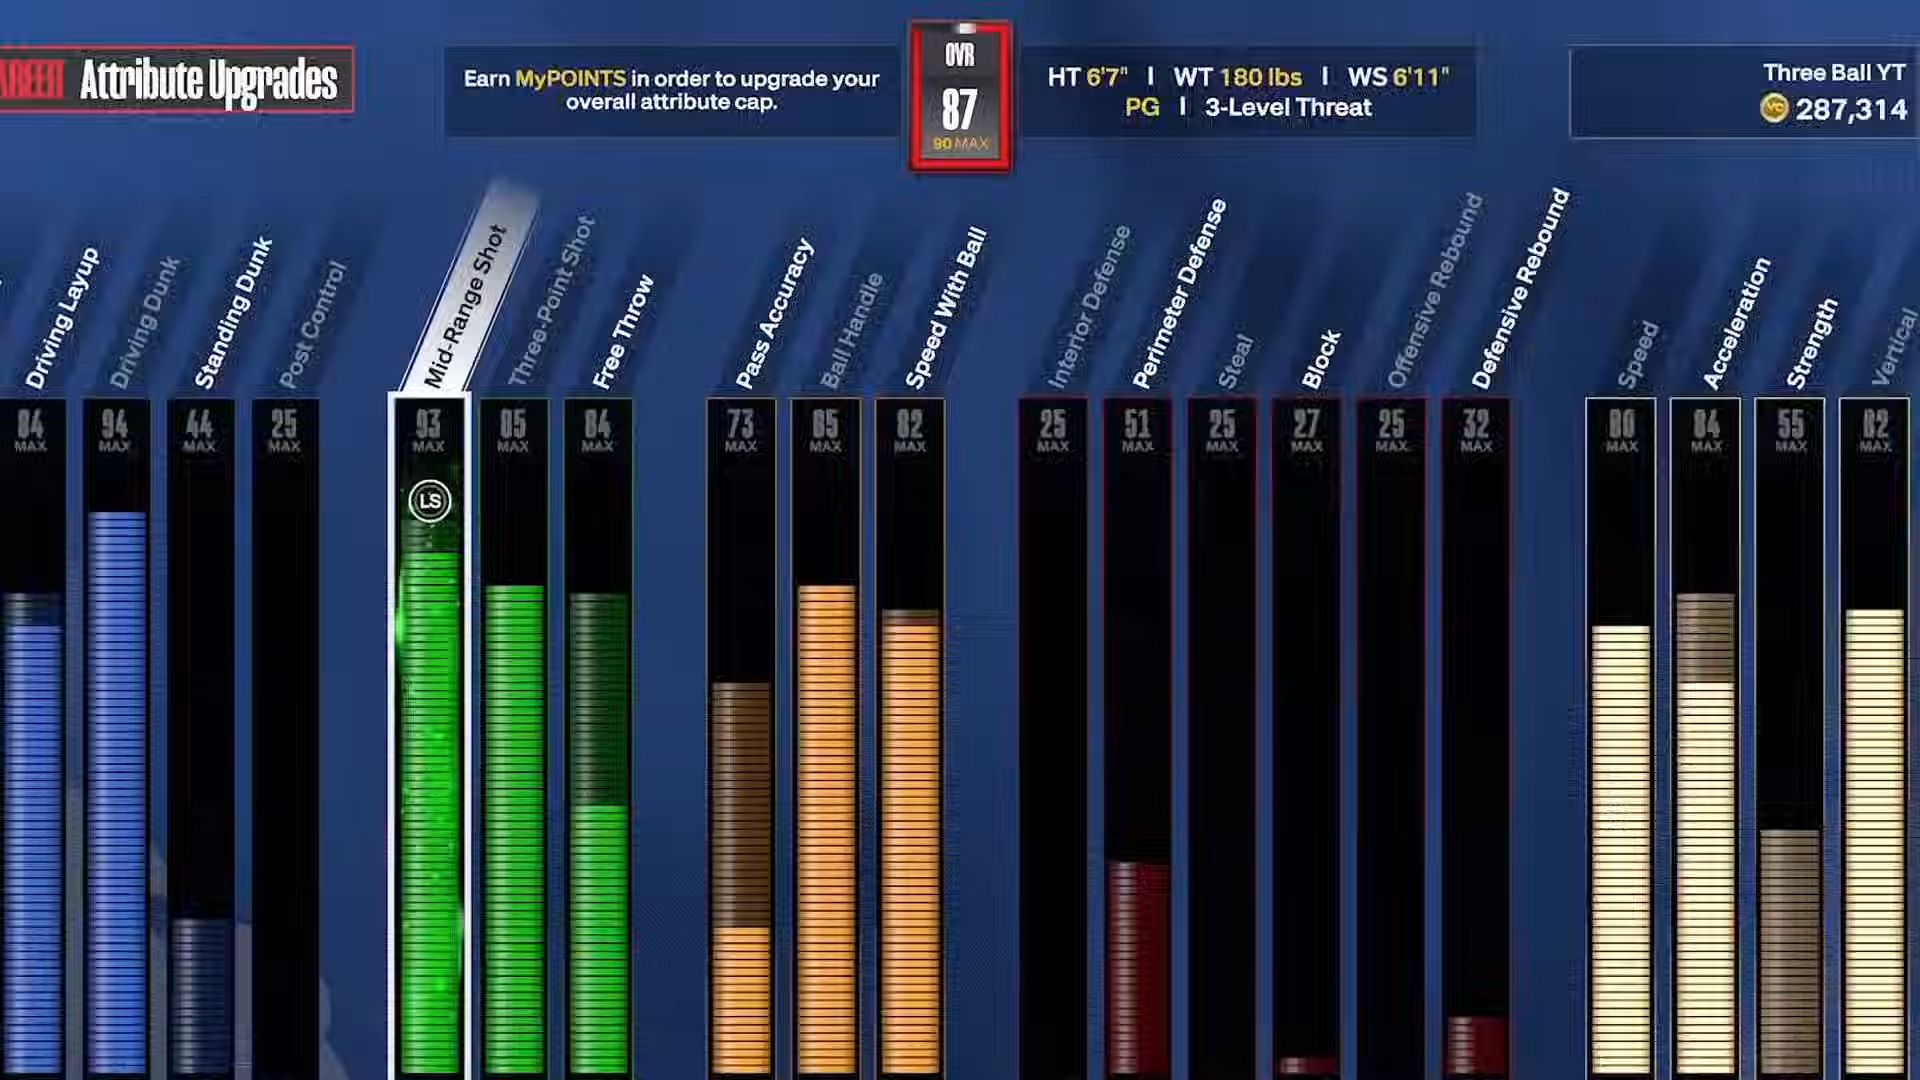 AREER Attribute Upgrades
Earn MyPOINTS in order to upgrade your
overall attribute cap.
OVR
87
90 MAX
HT 6'7" | WT 180 lbs | WS 6'11"
PG | 3-Level Threat
Three Ball YT
VC 287,314
Driving Layup
Driving Dunk
Standing Dunk
Post Control
Mid-Range Shot
Three-Point Shot
Free Throw
Pass Accuracy
Ball Handle
Speed With Ball
Interior Defense
Perimeter Defense
Steal
Block
Offensive Rebound
Defensive Rebound
Speed
Acceleration
Strength
Vertical
84 94 44 25 93 85 84 73 85 82 25 51 25 27 25 32 80 84 55 82
MAX MAX MAX MAX MAX MAX MAX MAX MAX MAX MAX MAX MAX MAX MAX MAX MAX MAX MAX MAX
LS